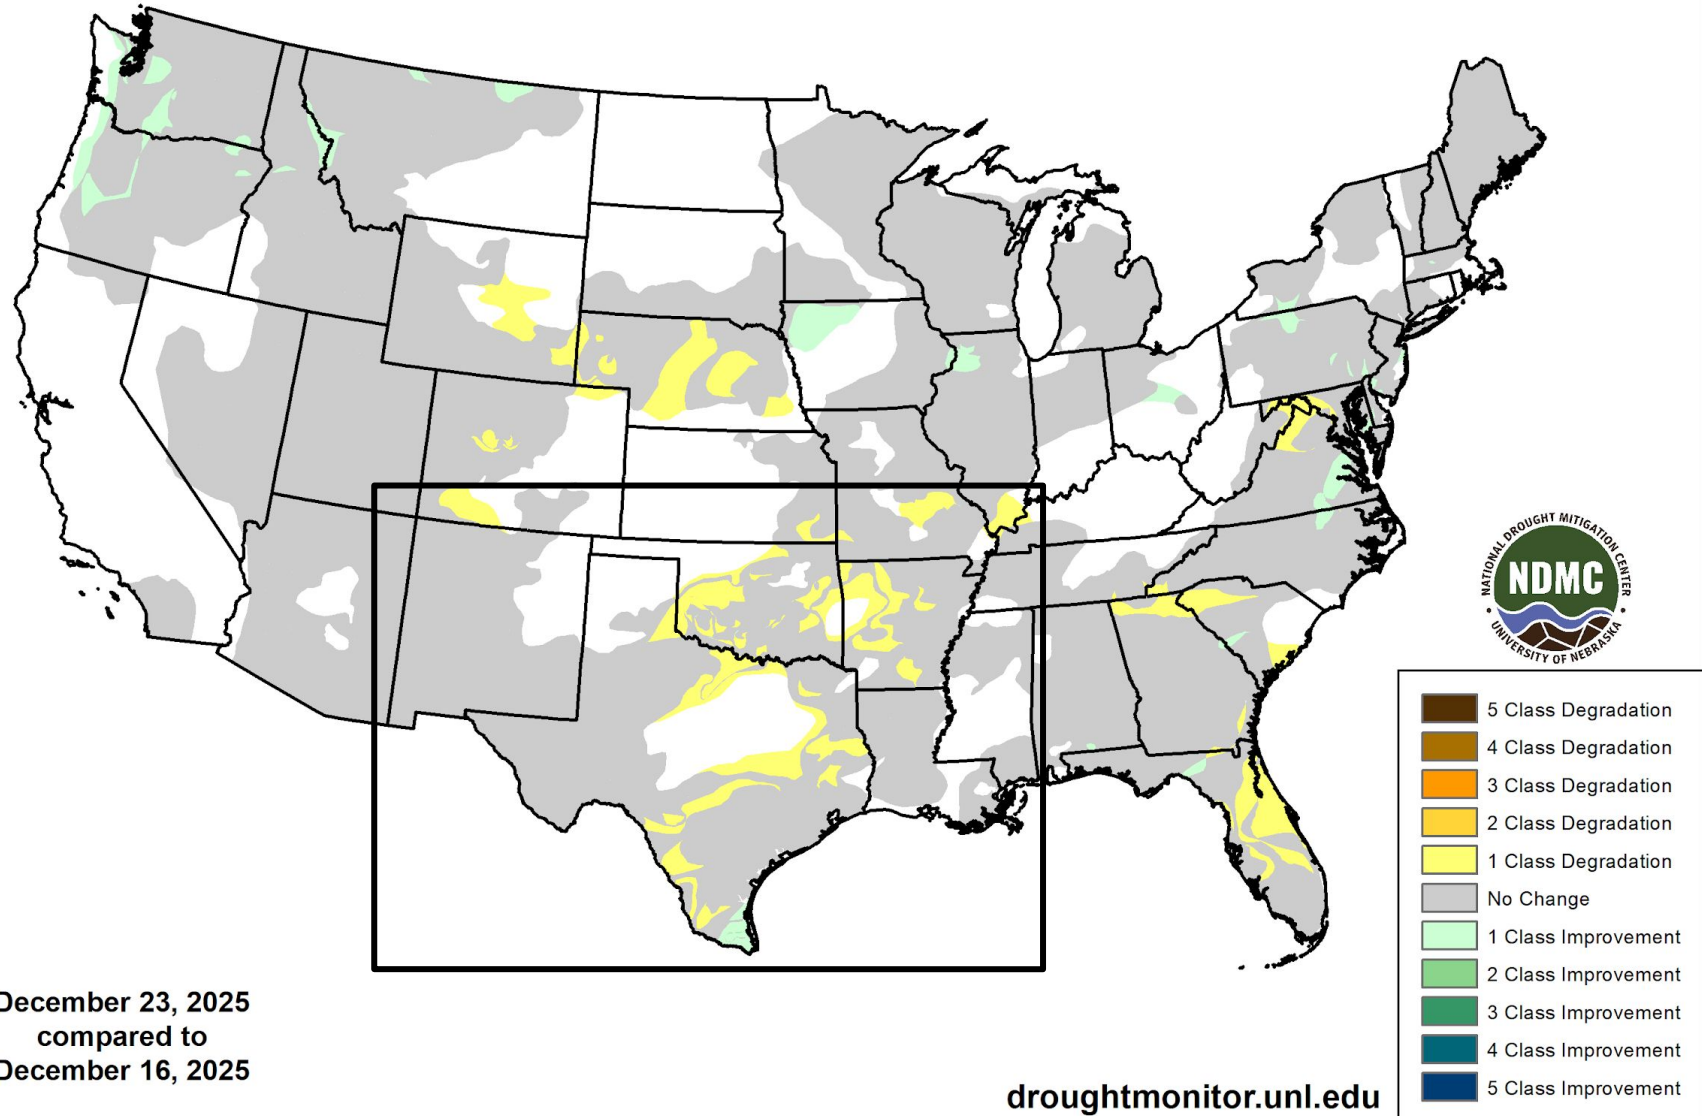 NATIONAL DROUGHT MITIGATION CENTER
NDMC
UNIVERSITY OF NEBRASKA
5 Class Degradation
4 Class Degradation
3 Class Degradation
2 Class Degradation
1 Class Degradation
No Change
1 Class Improvement
2 Class Improvement
3 Class Improvement
4 Class Improvement
5 Class Improvement
December 23, 2025
compared to
December 16, 2025
droughtmonitor.unl.edu